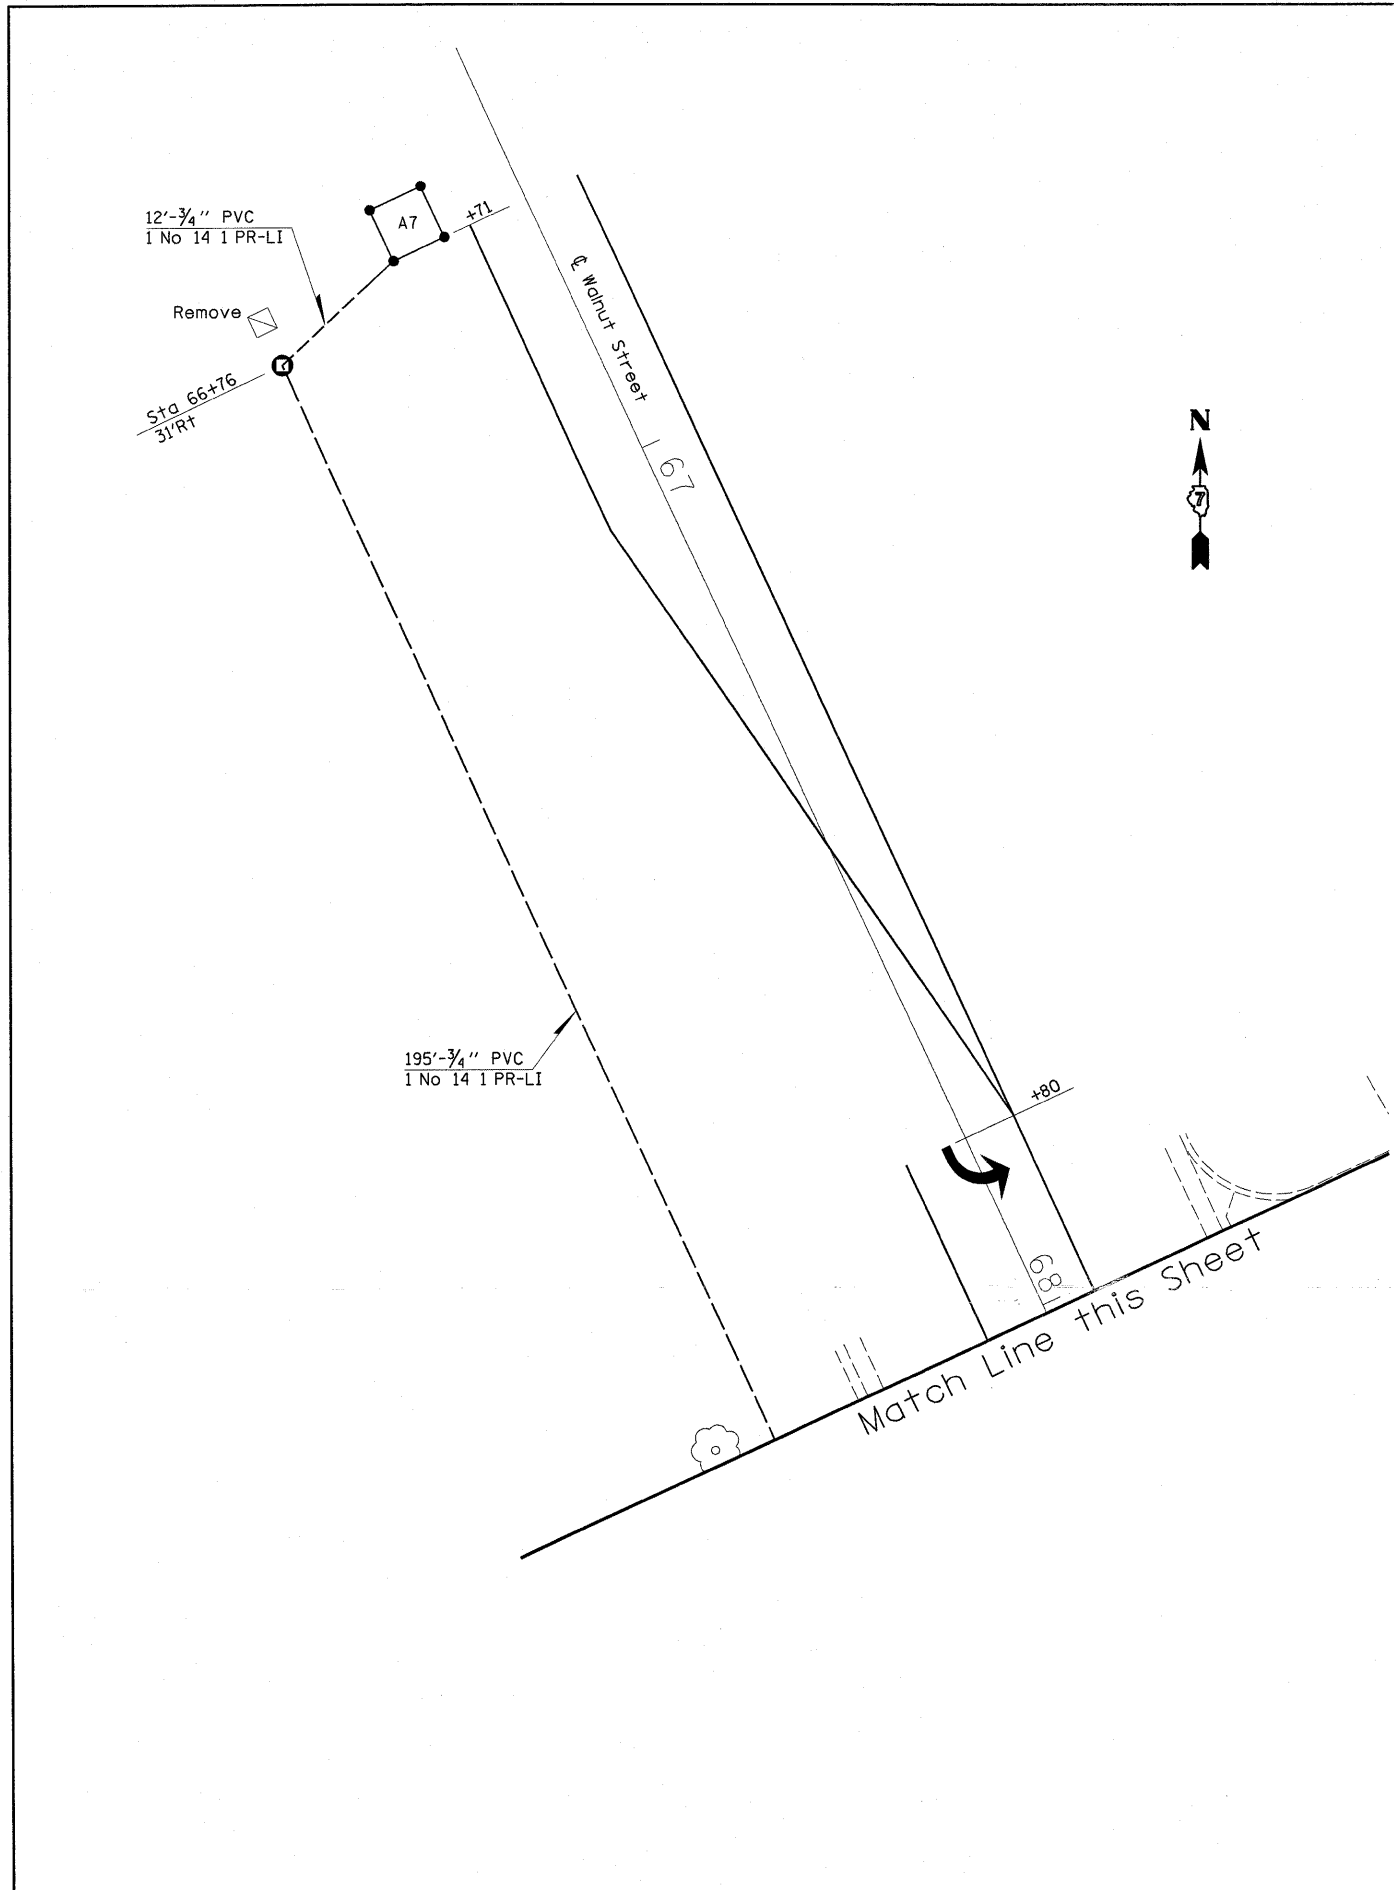 12'-3/4" PVC
1 No 14 1 PR-LI
A7
+71
Remove
Sta 66+76
31'Rt
℄ Walnut Street
67
N
7
195'-3/4" PVC
1 No 14 1 PR-LI
+80
68
Match Line this Sheet